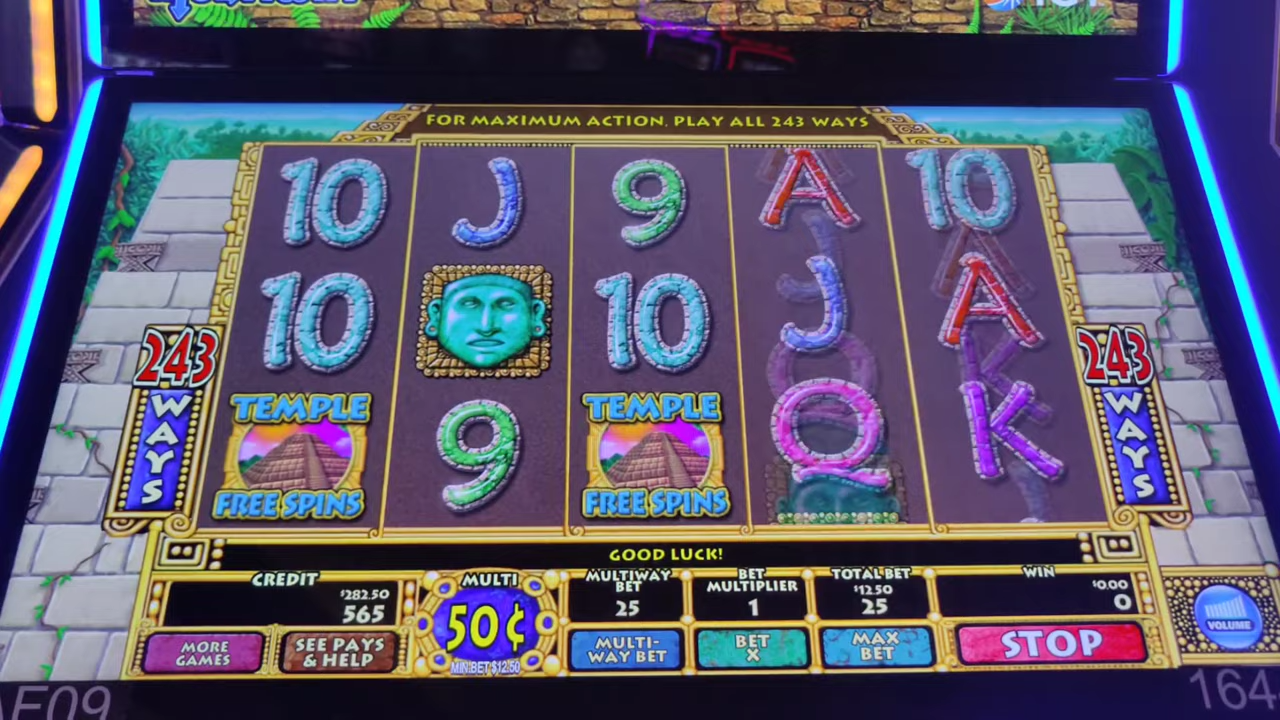 IGT
FOR MAXIMUM ACTION, PLAY ALL 243 WAYS
10 J 9 A 10
10 10 J A
TEMPLE FREE SPINS 9 TEMPLE FREE SPINS Q K
243 WAYS
243 WAYS
GOOD LUCK!
CREDIT
$282.50
565
MULTI
50¢
MIN BET $12.50
MULTIWAY BET
25
BET MULTIPLIER
1
TOTAL BET
$12.50
25
WIN
$0.00
0
MORE GAMES
SEE PAYS & HELP
MULTI-WAY BET
BET X
MAX BET
STOP
VOLUME